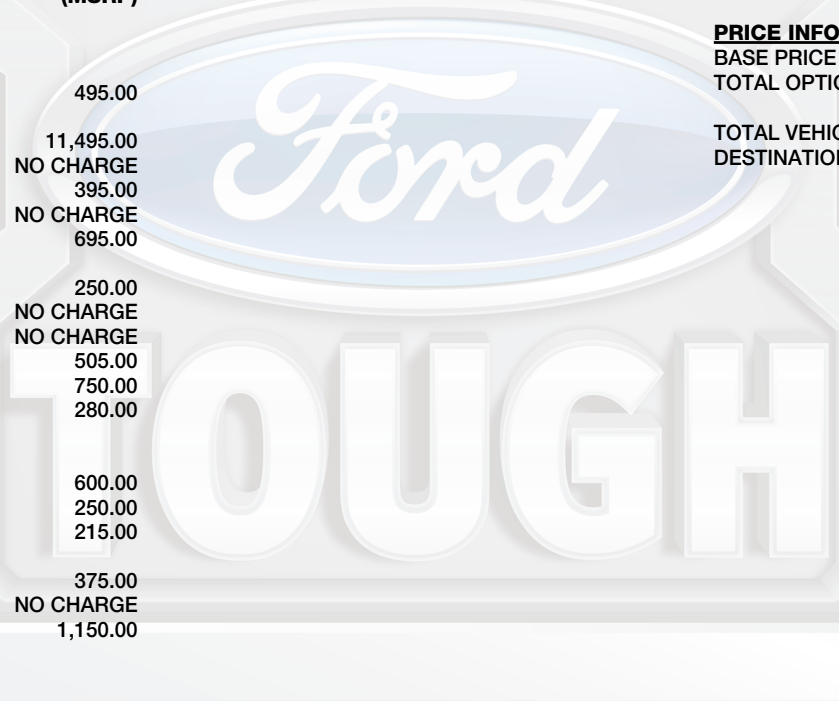 (MSRP)
495.00
11,495.00
NO CHARGE
395.00
NO CHARGE
695.00
250.00
NO CHARGE
NO CHARGE
505.00
750.00
280.00
600.00
250.00
215.00
375.00
NO CHARGE
1,150.00
PRICE INFO
BASE PRICE
TOTAL OPTIO
TOTAL VEHIC
DESTINATION
Ford
TOUGH